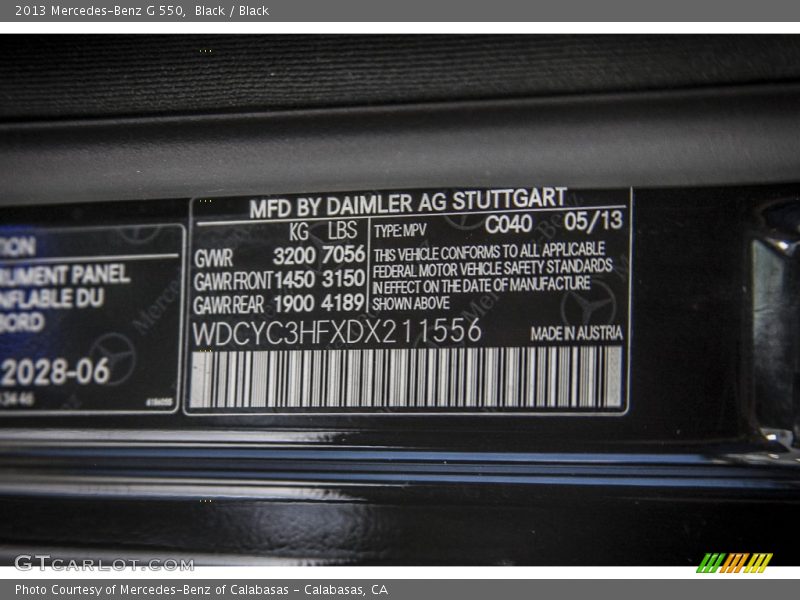 2013 Mercedes-Benz G 550,  Black / Black
MFD BY DAIMLER AG STUTTGART
KG LBS
GVWR 3200 7056
GAWR FRONT 1450 3150
GAWR REAR 1900 4189
TYPE: MPV C040 05/13
THIS VEHICLE CONFORMS TO ALL APPLICABLE
FEDERAL MOTOR VEHICLE SAFETY STANDARDS
IN EFFECT ON THE DATE OF MANUFACTURE
SHOWN ABOVE
WDCYC3HFXDX211556 MADE IN AUSTRIA
TION
RUMENT PANEL
NFLABLE DU
BORD
2028-06
GTCARLOT.COM
Photo Courtesy of Mercedes-Benz of Calabasas - Calabasas, CA